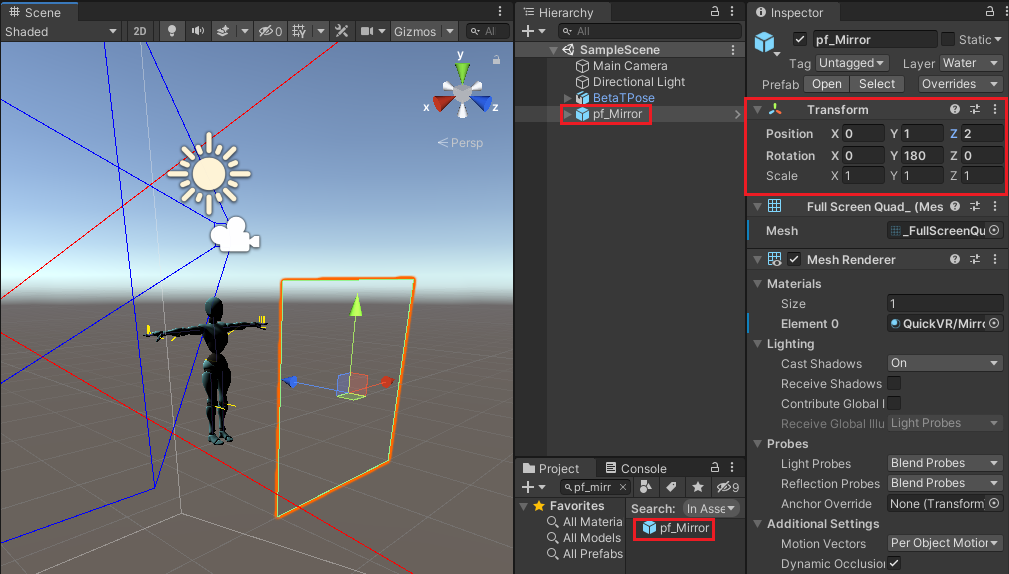 Scene
Shaded
2D
0
Gizmos
Al
y
x
z
Persp
Hierarchy
All
SampleScene
Main Camera
Directional Light
BetaTPose
pf_Mirror
Project
Console
pf_mirr
9
Favorites
All Materia
All Models
All Prefabs
Search:
In Asse
pf_Mirror
Inspector
pf_Mirror
Static
Tag
Untagged
Layer
Water
Prefab
Open
Select
Overrides
Transform
Position X 0 Y 1 Z 2
Rotation X 0 Y 180 Z 0
Scale X 1 Y 1 Z 1
Full Screen Quad_ (Mes
Mesh
_FullScreenQu
Mesh Renderer
Materials
Size 1
Element 0
QuickVR/Mirro
Lighting
Cast Shadows On
Receive Shadows
Contribute Global I
Receive Global Illu Light Probes
Probes
Light Probes Blend Probes
Reflection Probes Blend Probes
Anchor Override None (Transform
Additional Settings
Motion Vectors Per Object Motion
Dynamic Occlusion